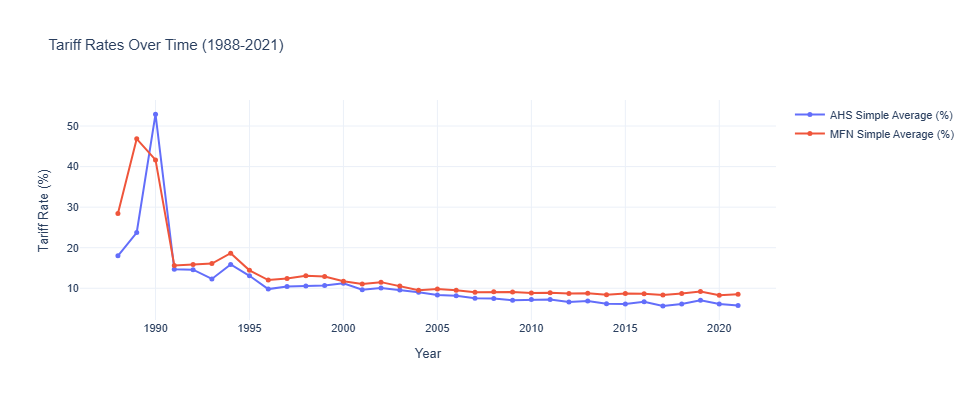 Tariff Rates Over Time (1988-2021)
AHS Simple Average (%)
MFN Simple Average (%)
Tariff Rate (%)
50
40
30
20
10
1990 1995 2000 2005 2010 2015 2020
Year